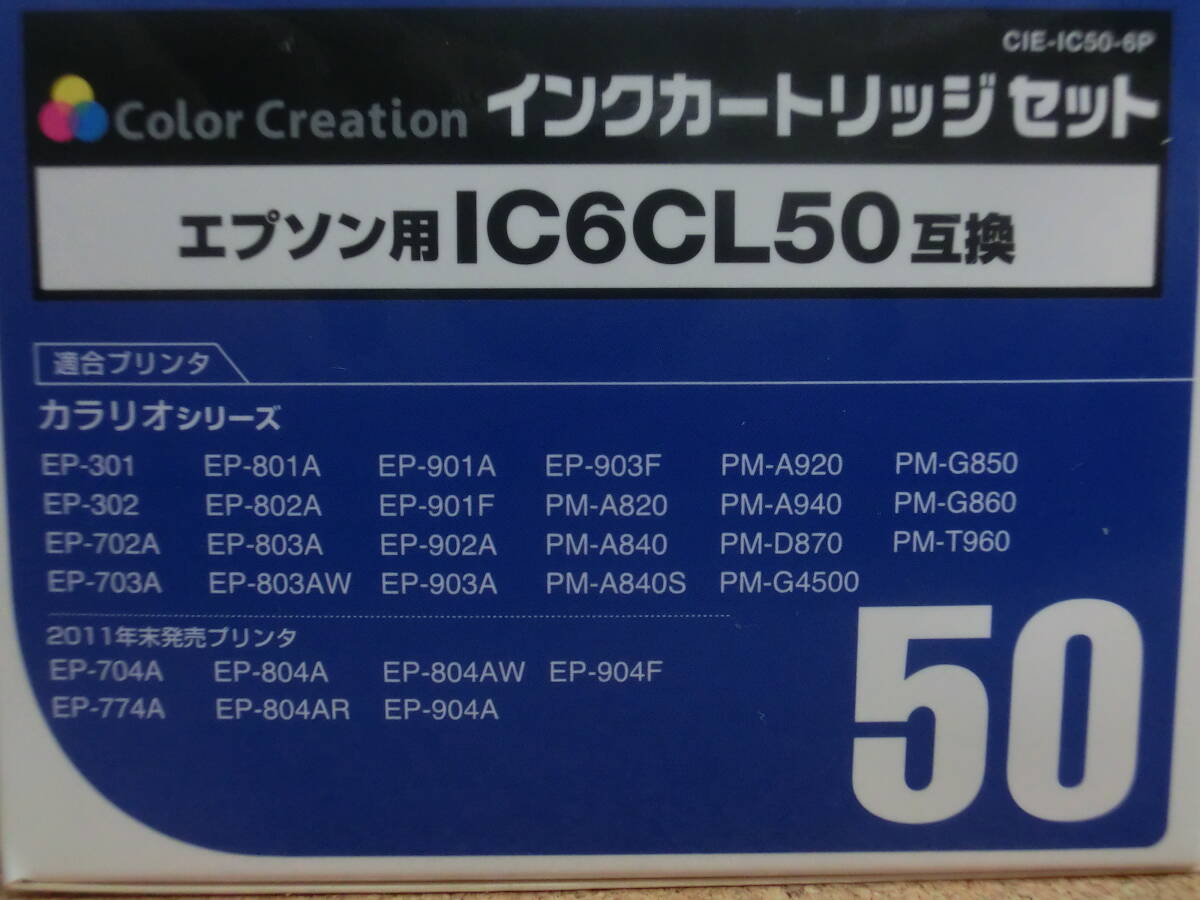 CIE-IC50-6P
Color Creation インクカートリッジ セット
エプソン用 IC6CL50 互換
適合プリンタ
カラリオシリーズ
EP-301 EP-801A EP-901A EP-903F PM-A920 PM-G850
EP-302 EP-802A EP-901F PM-A820 PM-A940 PM-G860
EP-702A EP-803A EP-902A PM-A840 PM-D870 PM-T960
EP-703A EP-803AW EP-903A PM-A840S PM-G4500
2011年末発売プリンタ
EP-704A EP-804A EP-804AW EP-904F
EP-774A EP-804AR EP-904A
50